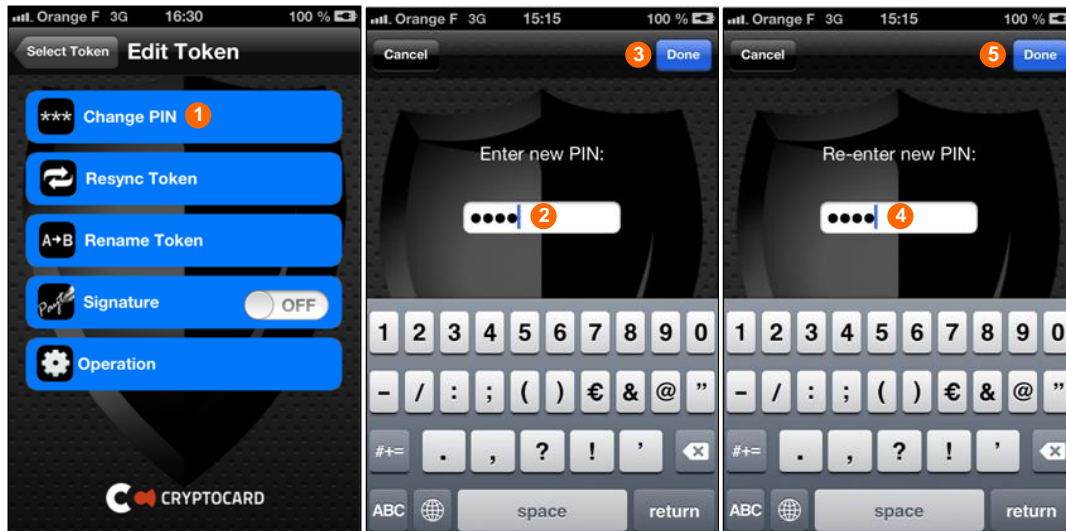 Orange F 3G 16:30 100 %
Select Token Edit Token
*** Change PIN 1
Resync Token
A→B Rename Token
Signature OFF
Operation
CRYPTOCARD
Orange F 3G 15:15 100 %
Cancel 3 Done
Enter new PIN:
•••• 2
1 2 3 4 5 6 7 8 9 0
- / : ; ( ) € & @ ”
#+= . , ? ! ’
ABC space return
Orange F 3G 15:15 100 %
Cancel 5 Done
Re-enter new PIN:
•••• 4
1 2 3 4 5 6 7 8 9 0
- / : ; ( ) € & @ ”
#+= . , ? ! ’
ABC space return